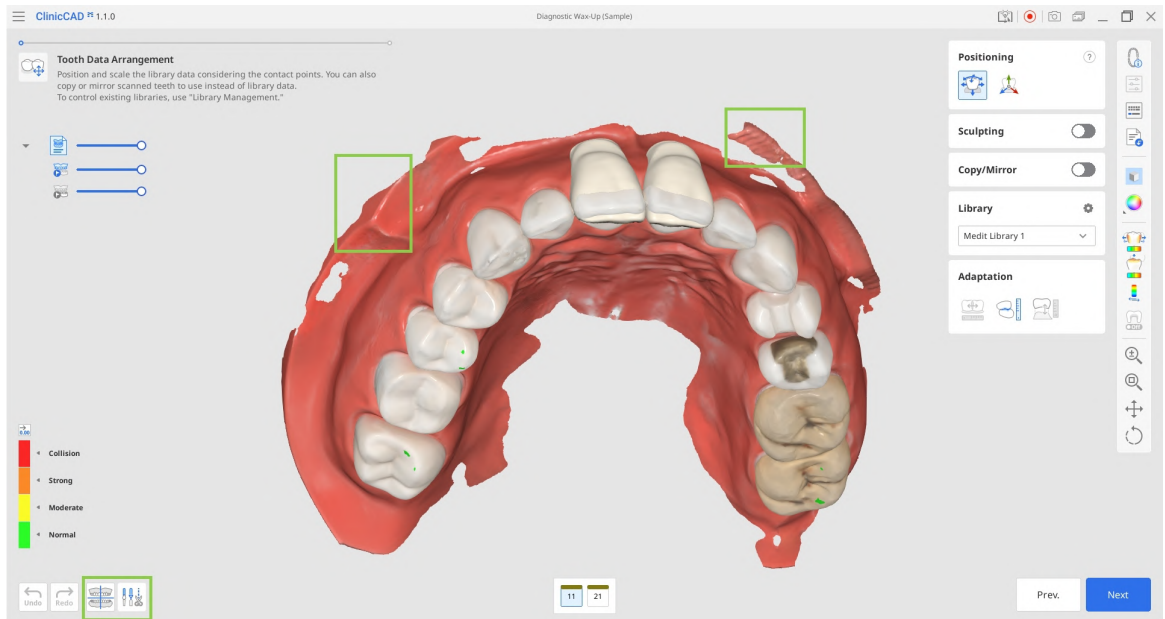 ClinicCAD 1.1.0
Diagnostic Wax-Up (Sample)
Tooth Data Arrangement
Position and scale the library data considering the contact points. You can also
copy or mirror scanned teeth to use instead of library data.
To control existing libraries, use "Library Management."
Positioning
?
Sculpting
Copy/Mirror
Library
Medit Library 1
Adaptation
0.00
Collision
Strong
Moderate
Normal
Undo
Redo
11
21
Prev.
Next